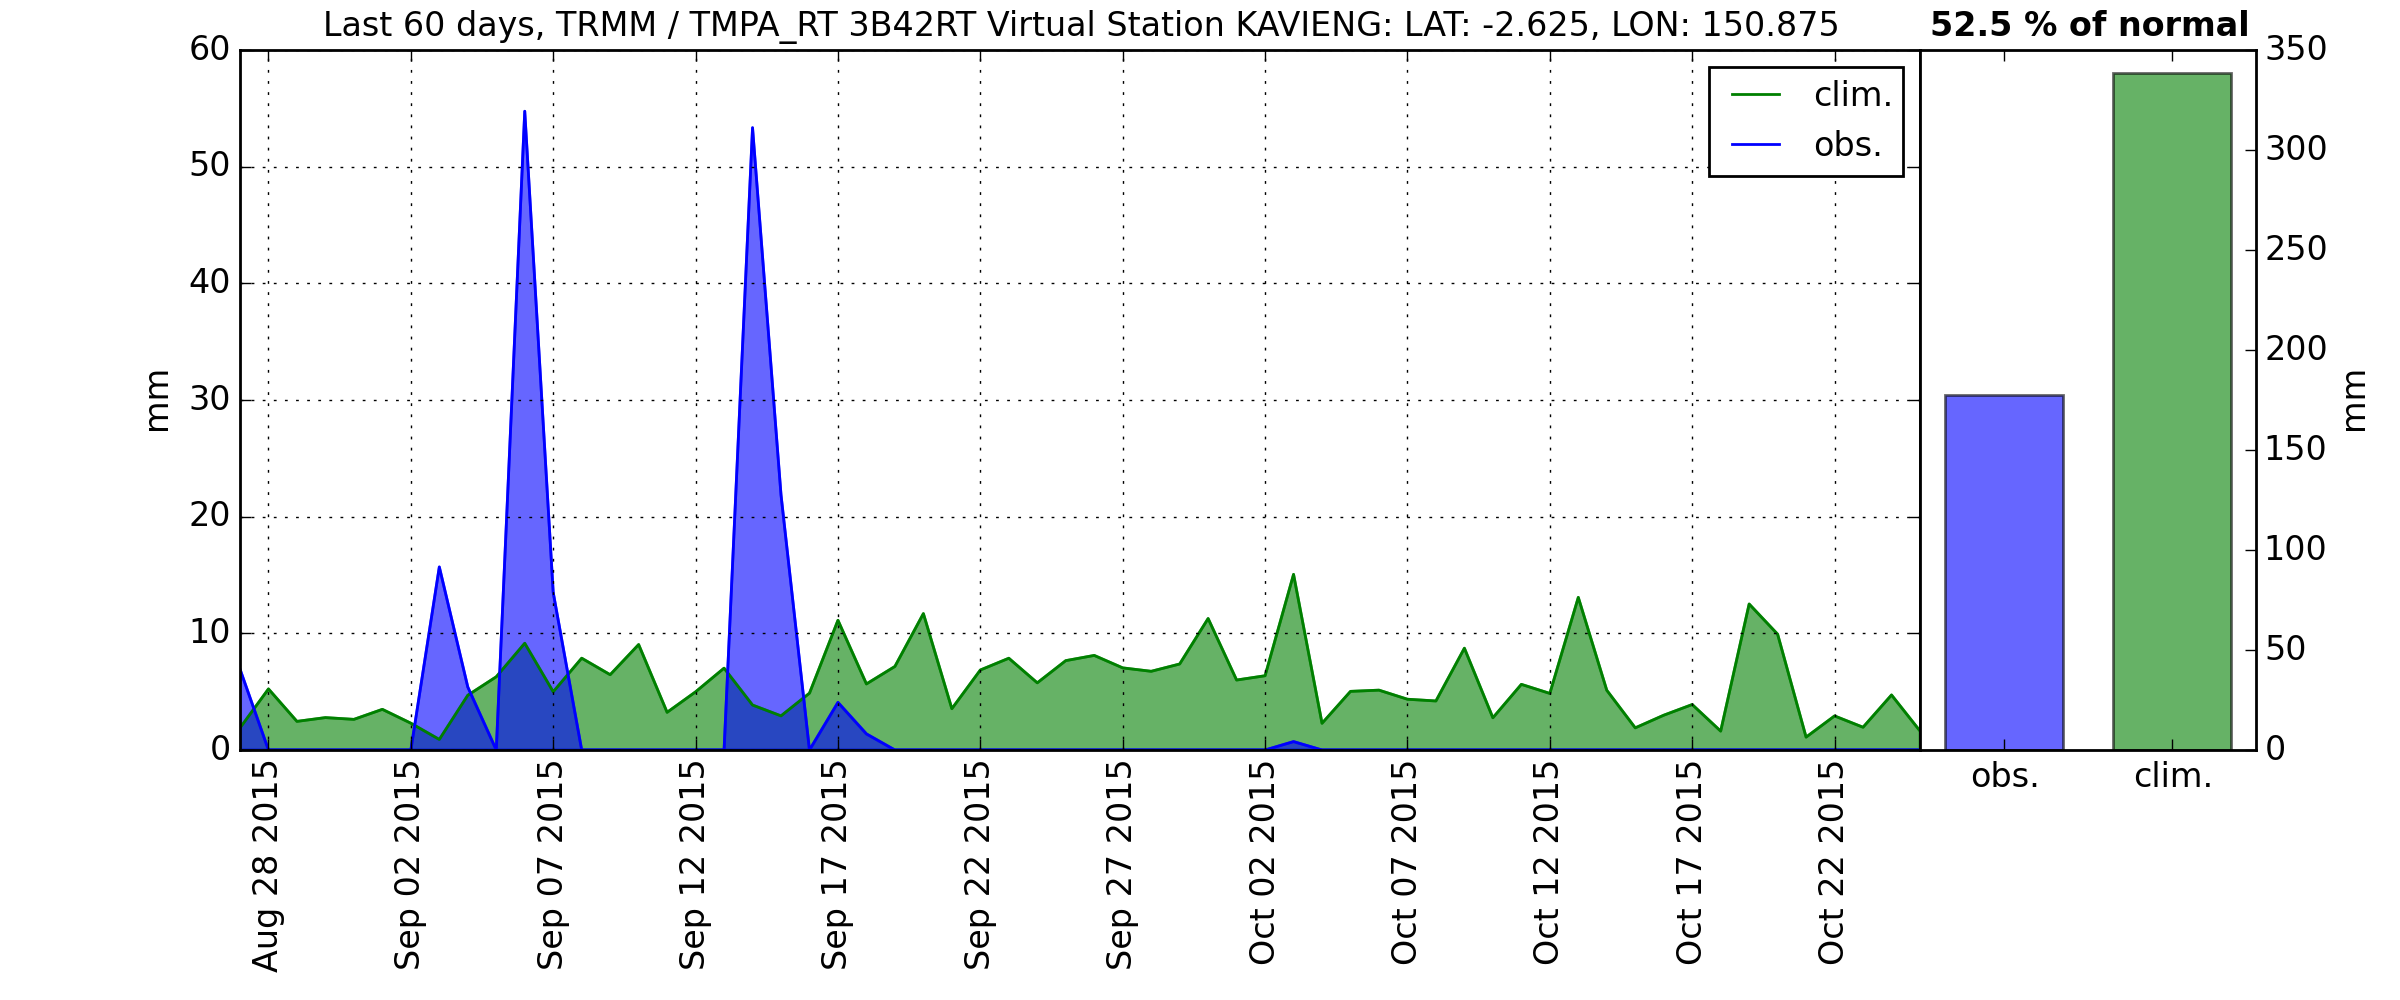 Last 60 days, TRMM / TMPA_RT 3B42RT Virtual Station KAVIENG: LAT: -2.625, LON: 150.875
52.5 % of normal
60
50
40
30
20
10
0
mm
clim.
obs.
350
300
250
200
150
100
50
0
mm
Aug 28 2015
Sep 02 2015
Sep 07 2015
Sep 12 2015
Sep 17 2015
Sep 22 2015
Sep 27 2015
Oct 02 2015
Oct 07 2015
Oct 12 2015
Oct 17 2015
Oct 22 2015
obs.
clim.